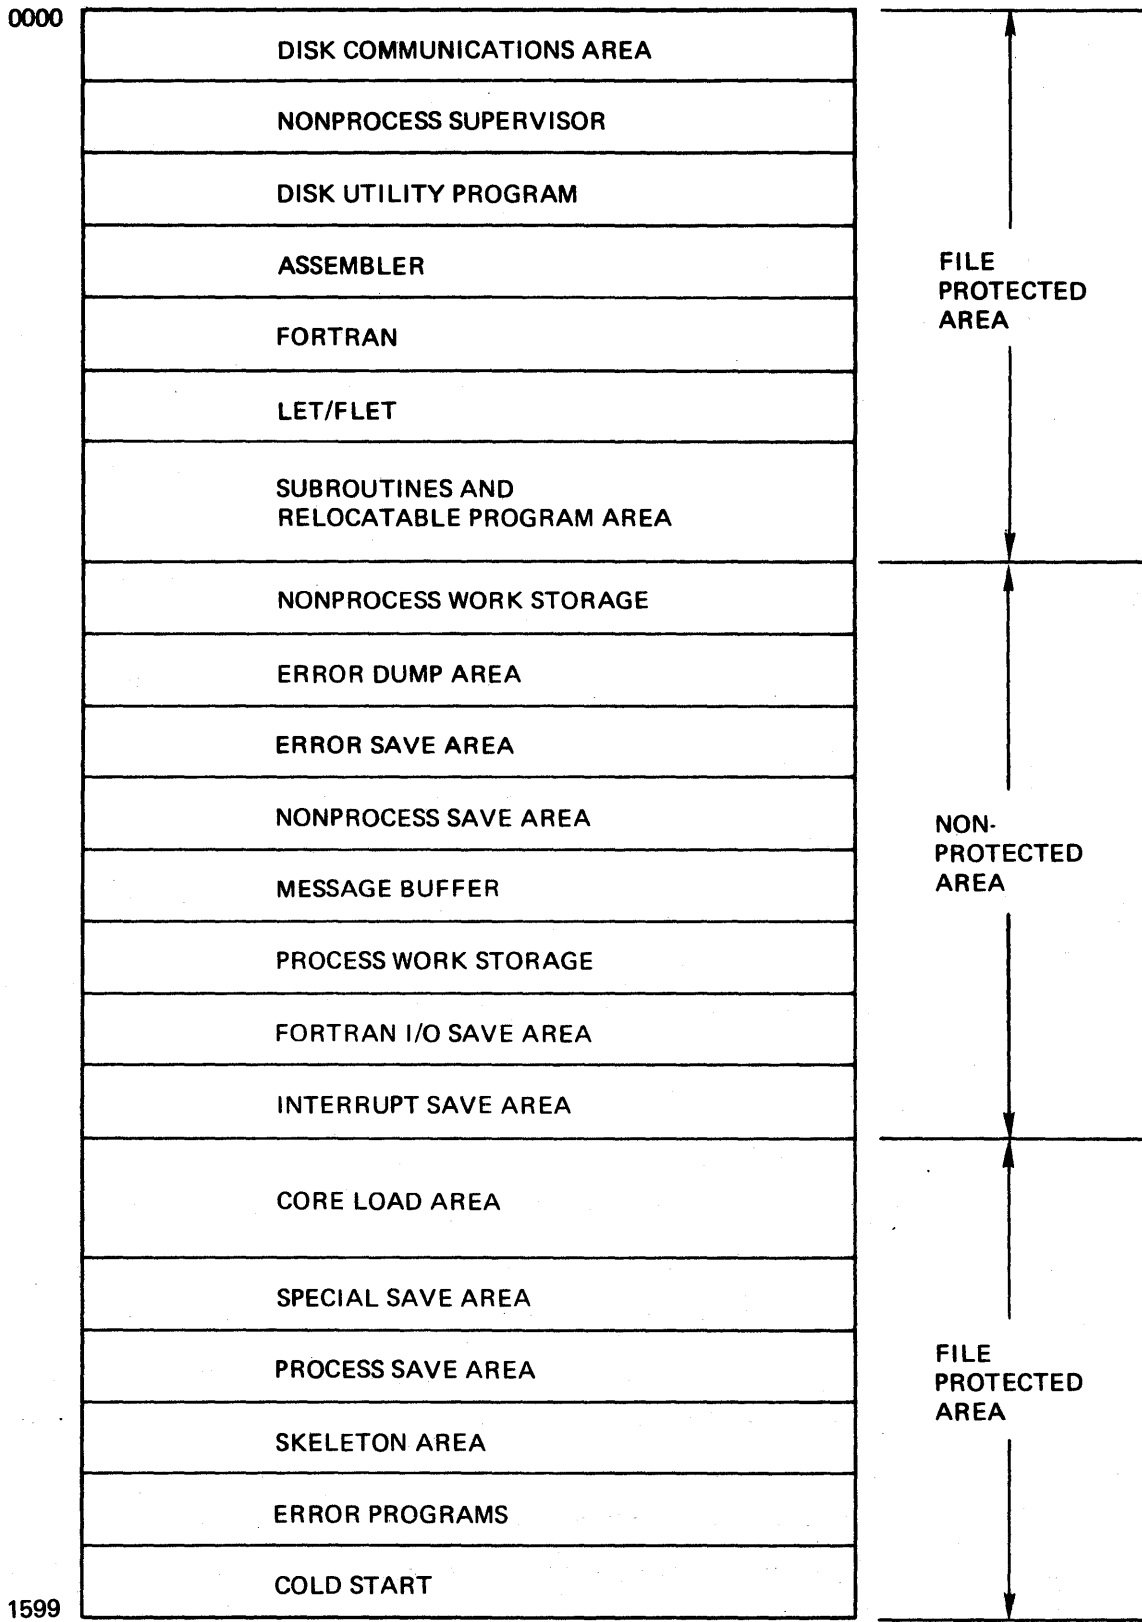 0000
DISK COMMUNICATIONS AREA
NONPROCESS SUPERVISOR
DISK UTILITY PROGRAM
ASSEMBLER
FORTRAN
LET/FLET
SUBROUTINES AND
RELOCATABLE PROGRAM AREA
FILE
PROTECTED
AREA
NONPROCESS WORK STORAGE
ERROR DUMP AREA
ERROR SAVE AREA
NONPROCESS SAVE AREA
MESSAGE BUFFER
PROCESS WORK STORAGE
FORTRAN I/O SAVE AREA
INTERRUPT SAVE AREA
NON-
PROTECTED
AREA
CORE LOAD AREA
SPECIAL SAVE AREA
PROCESS SAVE AREA
SKELETON AREA
ERROR PROGRAMS
COLD START
FILE
PROTECTED
AREA
1599